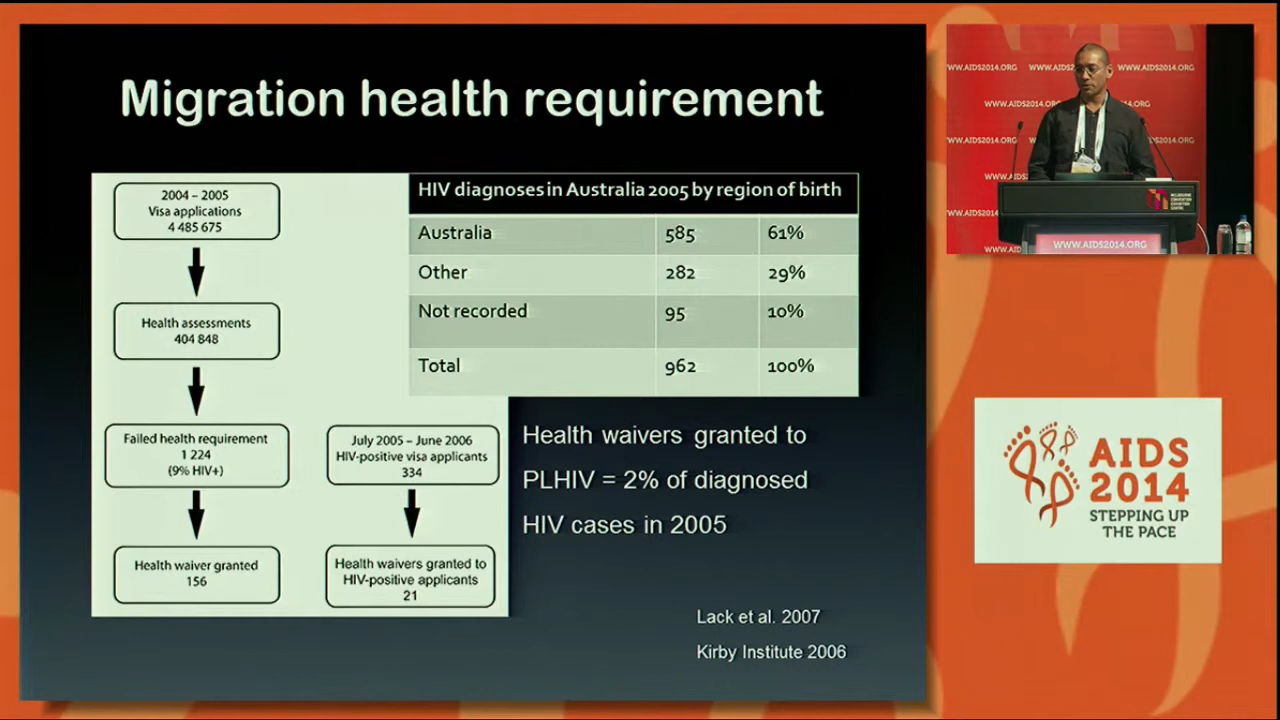 Migration health requirement
2004 – 2005
Visa applications
4 485 675
Health assessments
404 848
Failed health requirement
1 224
(9% HIV+)
Health waiver granted
156
July 2005 – June 2006
HIV-positive visa applicants
334
Health waivers granted to
HIV-positive applicants
21
HIV diagnoses in Australia 2005 by region of birth
Australia 585 61%
Other 282 29%
Not recorded 95 10%
Total 962 100%
Health waivers granted to
PLHIV = 2% of diagnosed
HIV cases in 2005
Lack et al. 2007
Kirby Institute 2006
WWW.AIDS2014.ORG
AIDS
2014
STEPPING UP
THE PACE